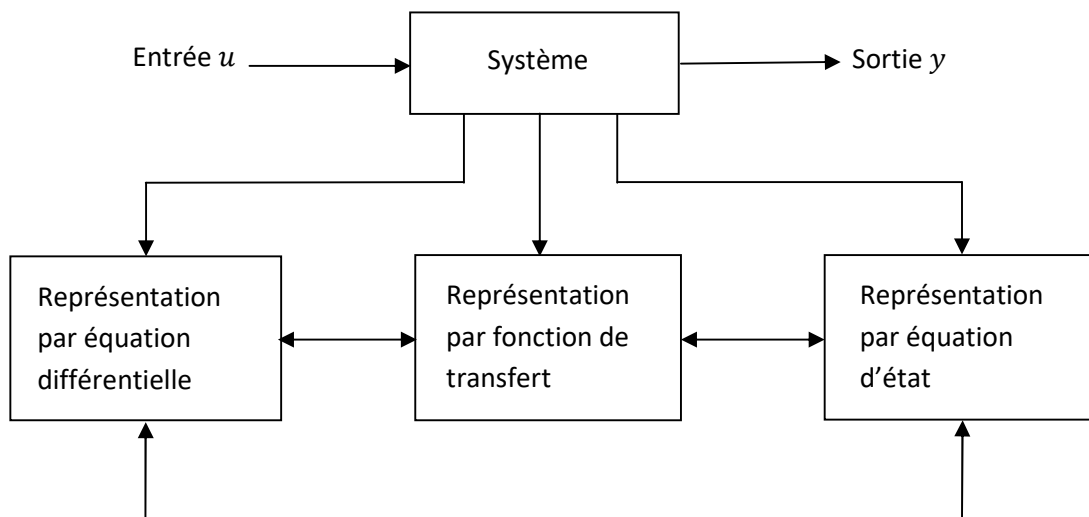 Entrée u
Système
Sortie y
Représentation
par équation
différentielle
Représentation
par fonction de
transfert
Représentation
par équation
d’état